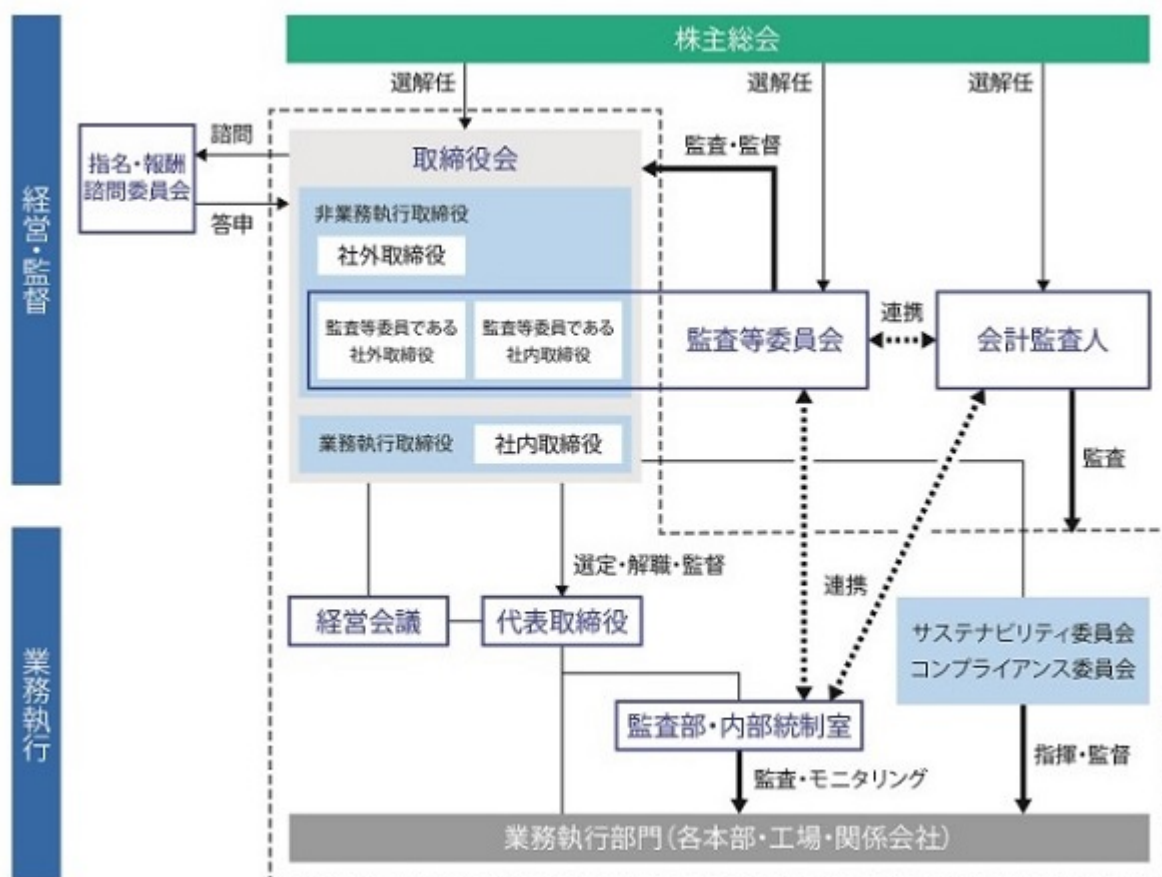 株主総会
選解任
選解任
選解任
経営・監督
指名・報酬
諮問委員会
諮問
答申
取締役会
監査・監督
非業務執行取締役
社外取締役
監査等委員である
社外取締役
監査等委員である
社内取締役
監査等委員会
連携
会計監査人
業務執行取締役
社内取締役
監査
選定・解職・監督
連携
業務執行
経営会議
代表取締役
サステナビリティ委員会
コンプライアンス委員会
監査部・内部統制室
監査・モニタリング
指揮・監督
業務執行部門(各本部・工場・関係会社)